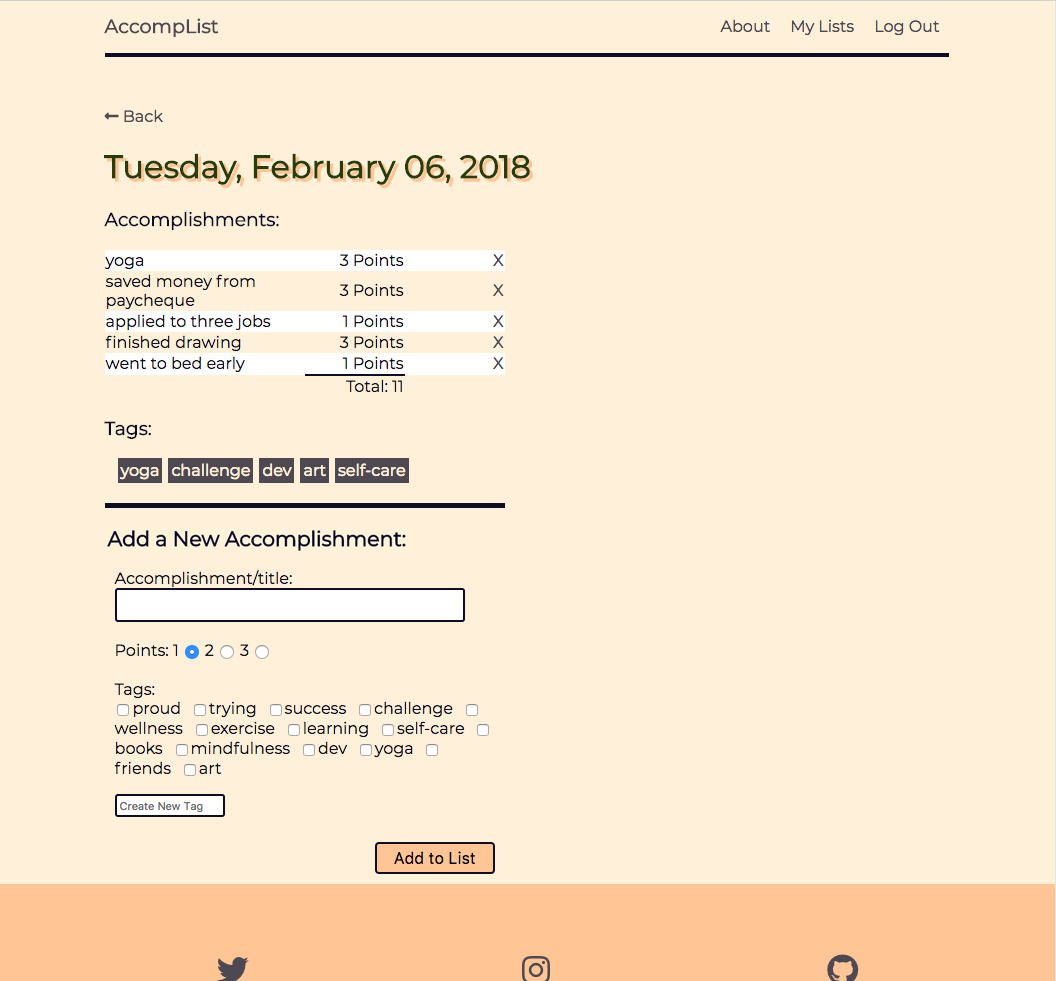 AccompList About My Lists Log Out
Back
Tuesday, February 06, 2018
Accomplishments:
yoga 3 Points X
saved money from
paycheque 3 Points X
applied to three jobs 1 Points X
finished drawing 3 Points X
went to bed early 1 Points X
Total: 11
Tags:
yoga challenge dev art self-care
Add a New Accomplishment:
Accomplishment/title:
Points: 1 2 3
Tags:
proud trying success challenge
wellness exercise learning self-care
books mindfulness dev yoga
friends art
Create New Tag
Add to List